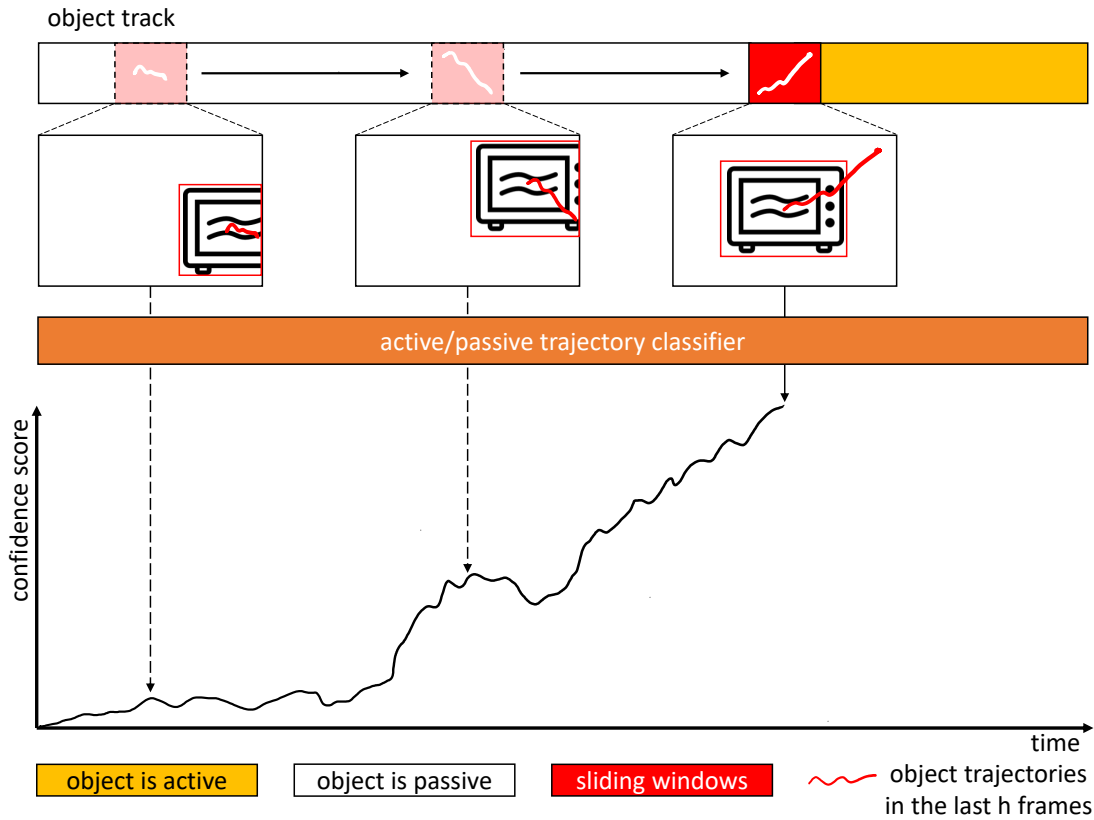 object track
active/passive trajectory classifier
confidence score
time
object is active
object is passive
sliding windows
object trajectories
in the last h frames